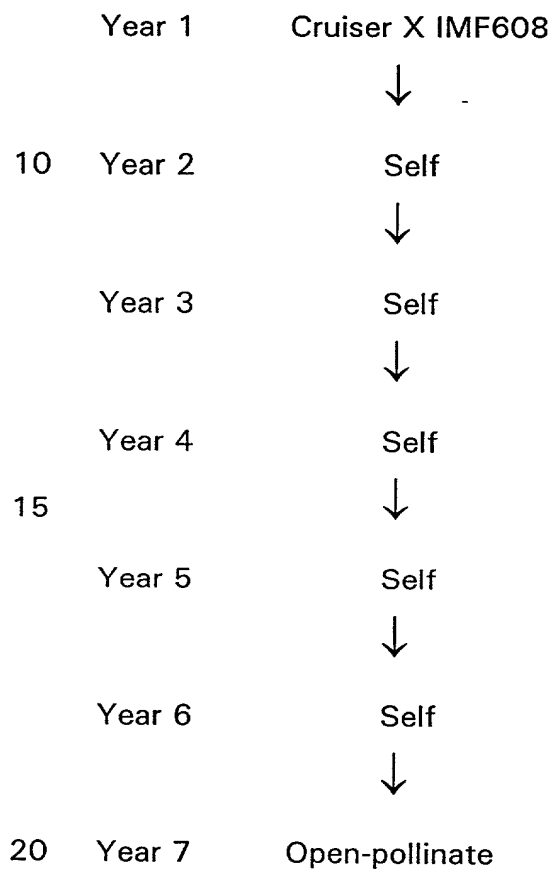 Year 1 Cruiser X IMF608
↓
10 Year 2 Self
↓
Year 3 Self
↓
Year 4 Self
15 ↓
Year 5 Self
↓
Year 6 Self
↓
20 Year 7 Open-pollinate